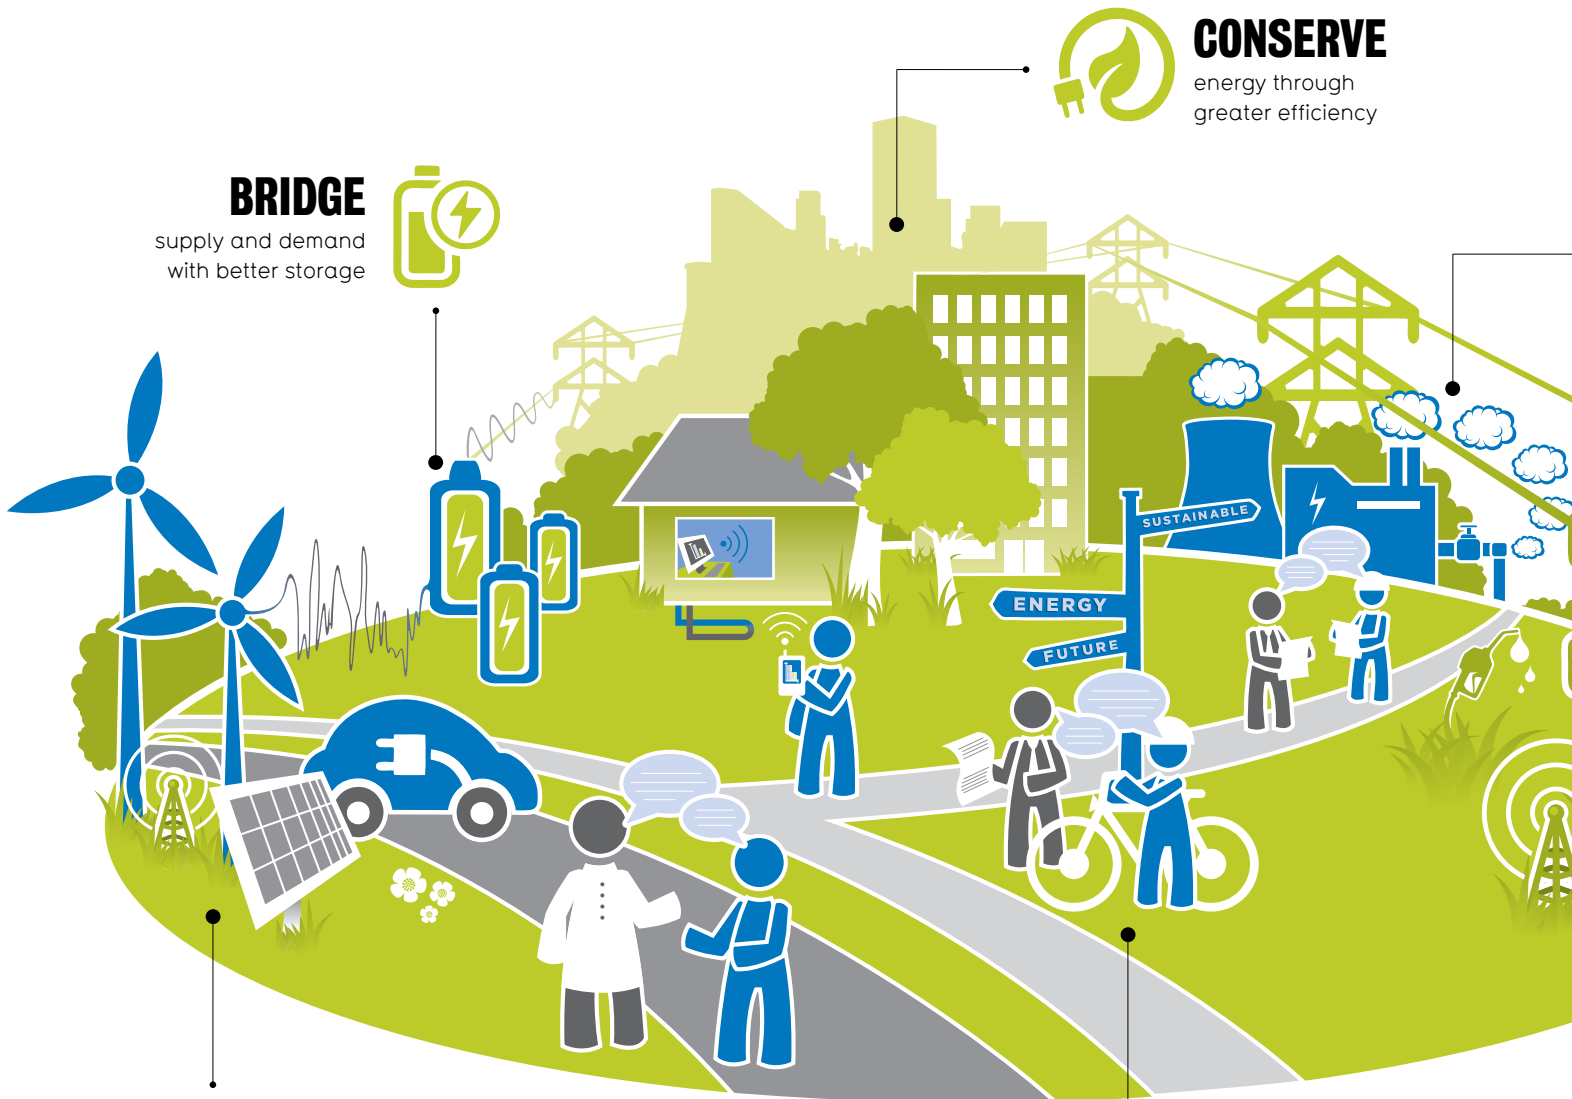 CONSERVE
energy through
greater efficiency
BRIDGE
supply and demand
with better storage
SUSTAINABLE
ENERGY
FUTURE